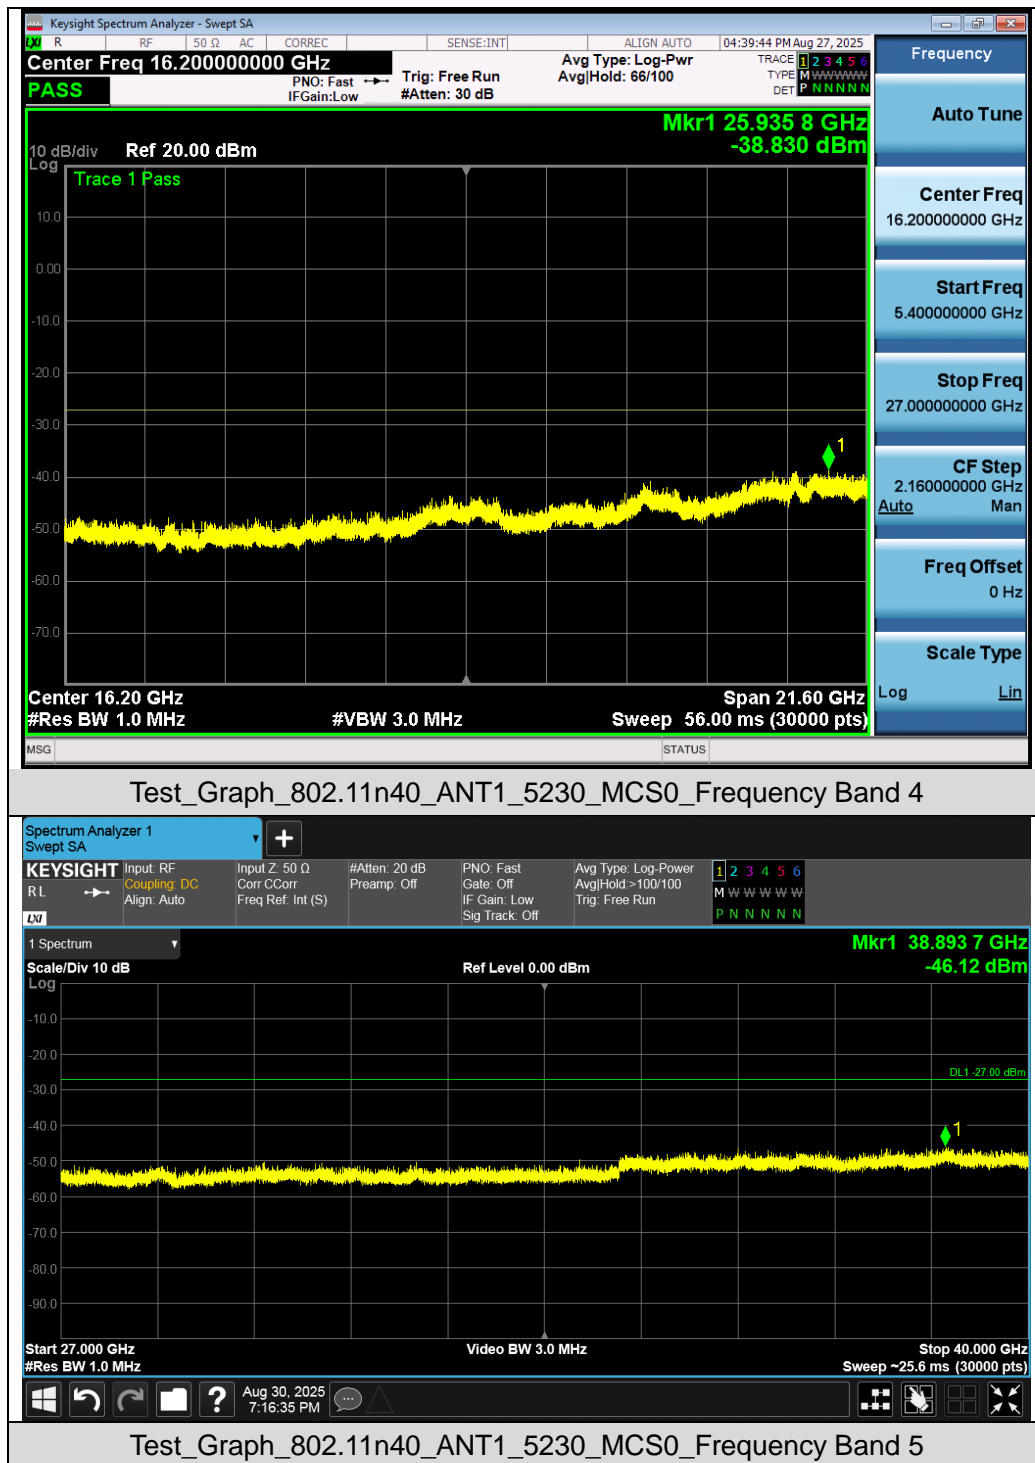 Keysight Spectrum Analyzer - Swept SA
LXI R RF 50 Ω AC CORREC SENSE:INT ALIGN AUTO 04:39:44 PM Aug 27, 2025
Center Freq 16.200000000 GHz
PASS
PNO: Fast
IFGain:Low
Trig: Free Run
#Atten: 30 dB
Avg Type: Log-Pwr
Avg|Hold: 66/100
TRACE 1 2 3 4 5 6
TYPE M WWWWW
DET P N N N N N
Mkr1 25.935 8 GHz
-38.830 dBm
10 dB/div Ref 20.00 dBm
Log
Trace 1 Pass
10.0
0.00
-10.0
-20.0
-30.0
1
-40.0
-50.0
-60.0
-70.0
Center 16.20 GHz Span 21.60 GHz
#Res BW 1.0 MHz #VBW 3.0 MHz Sweep 56.00 ms (30000 pts)
MSG STATUS
Frequency
Auto Tune
Center Freq
16.200000000 GHz
Start Freq
5.400000000 GHz
Stop Freq
27.000000000 GHz
CF Step
2.160000000 GHz
Auto Man
Freq Offset
0 Hz
Scale Type
Log Lin
Test_Graph_802.11n40_ANT1_5230_MCS0_Frequency Band 4
Spectrum Analyzer 1
Swept SA
+
KEYSIGHT
R L
LXI
Input: RF
Coupling: DC
Align: Auto
Input Z: 50 Ω
Corr CCorr
Freq Ref: Int (S)
#Atten: 20 dB
Preamp: Off
PNO: Fast
Gate: Off
IF Gain: Low
Sig Track: Off
Avg Type: Log-Power
Avg|Hold:>100/100
Trig: Free Run
1 2 3 4 5 6
M W W W W W
P N N N N N
1 Spectrum
Mkr1 38.893 7 GHz
-46.12 dBm
Scale/Div 10 dB Ref Level 0.00 dBm
Log
-10.0
-20.0
DL1 -27.00 dBm
-30.0
-40.0
1
-50.0
-60.0
-70.0
-80.0
-90.0
Start 27.000 GHz Video BW 3.0 MHz Stop 40.000 GHz
#Res BW 1.0 MHz Sweep ~25.6 ms (30000 pts)
?
Aug 30, 2025
7:16:35 PM
Test_Graph_802.11n40_ANT1_5230_MCS0_Frequency Band 5